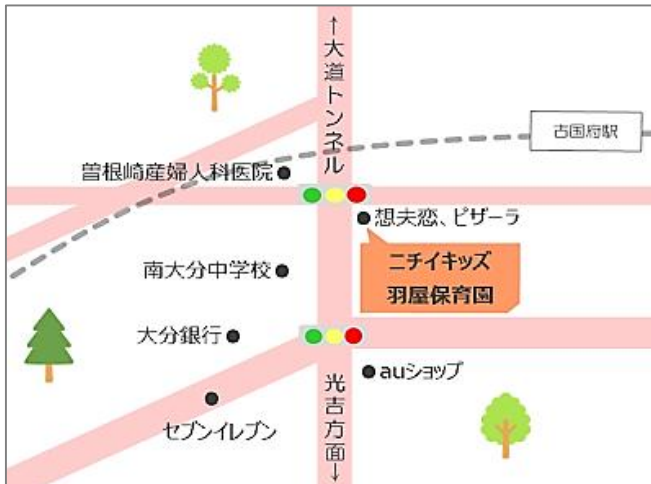 ↑大道トンネル
古国府駅
曽根崎産婦人科医院
想夫恋、ピザーラ
ニチイキッズ
羽屋保育園
南大分中学校
大分銀行
auショップ
セブンイレブン
光吉方面↓